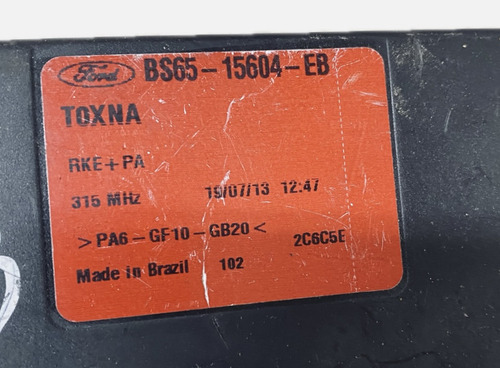 Ford BS65-15604-EB
TOXNA
RKE+PA
315 MHz 19/07/13 12:47
>PA6-GF10-GB20< 2C6C5E
Made in Brazil 102